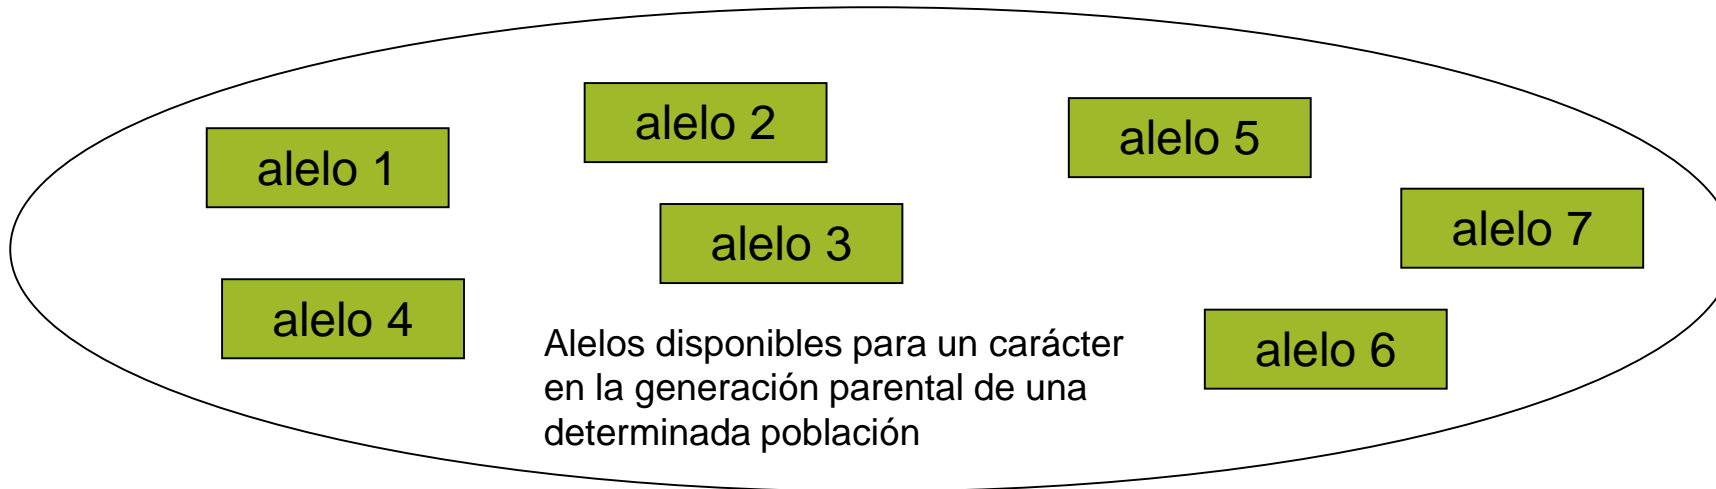 alelo 1
alelo 2
alelo 5
alelo 3
alelo 7
alelo 4
alelo 6
Alelos disponibles para un carácter
en la generación parental de una
determinada población